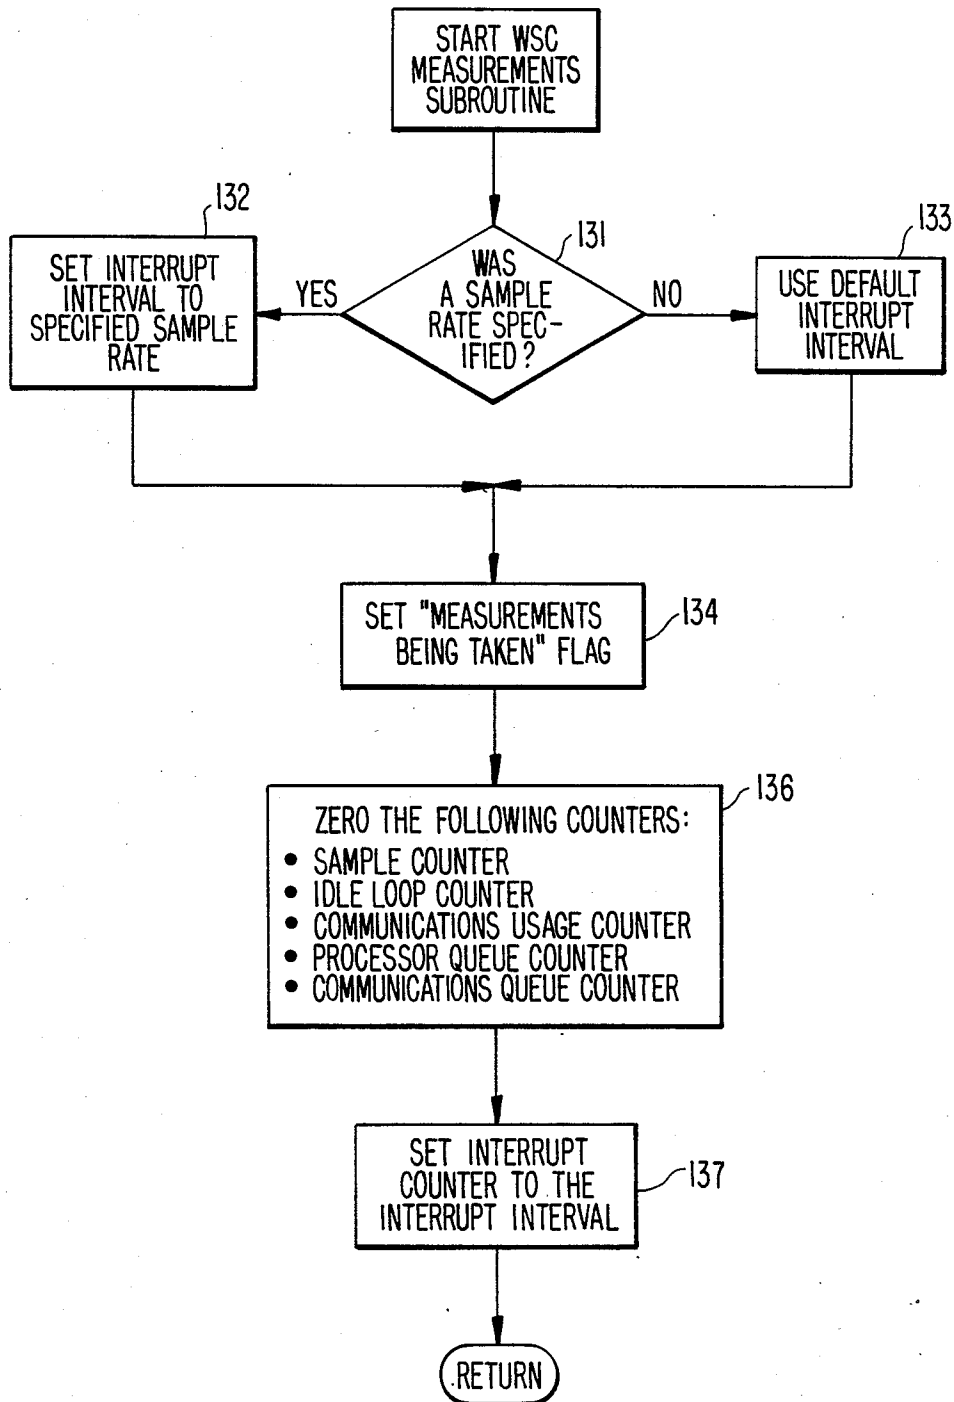 START WSC
MEASUREMENTS
SUBROUTINE
132
131
133
SET INTERRUPT
INTERVAL TO
SPECIFIED SAMPLE
RATE
YES
WAS
A SAMPLE
RATE SPEC-
IFIED?
NO
USE DEFAULT
INTERRUPT
INTERVAL
SET "MEASUREMENTS
BEING TAKEN" FLAG
134
136
ZERO THE FOLLOWING COUNTERS:
• SAMPLE COUNTER
• IDLE LOOP COUNTER
• COMMUNICATIONS USAGE COUNTER
• PROCESSOR QUEUE COUNTER
• COMMUNICATIONS QUEUE COUNTER
SET INTERRUPT
COUNTER TO THE
INTERRUPT INTERVAL
137
RETURN